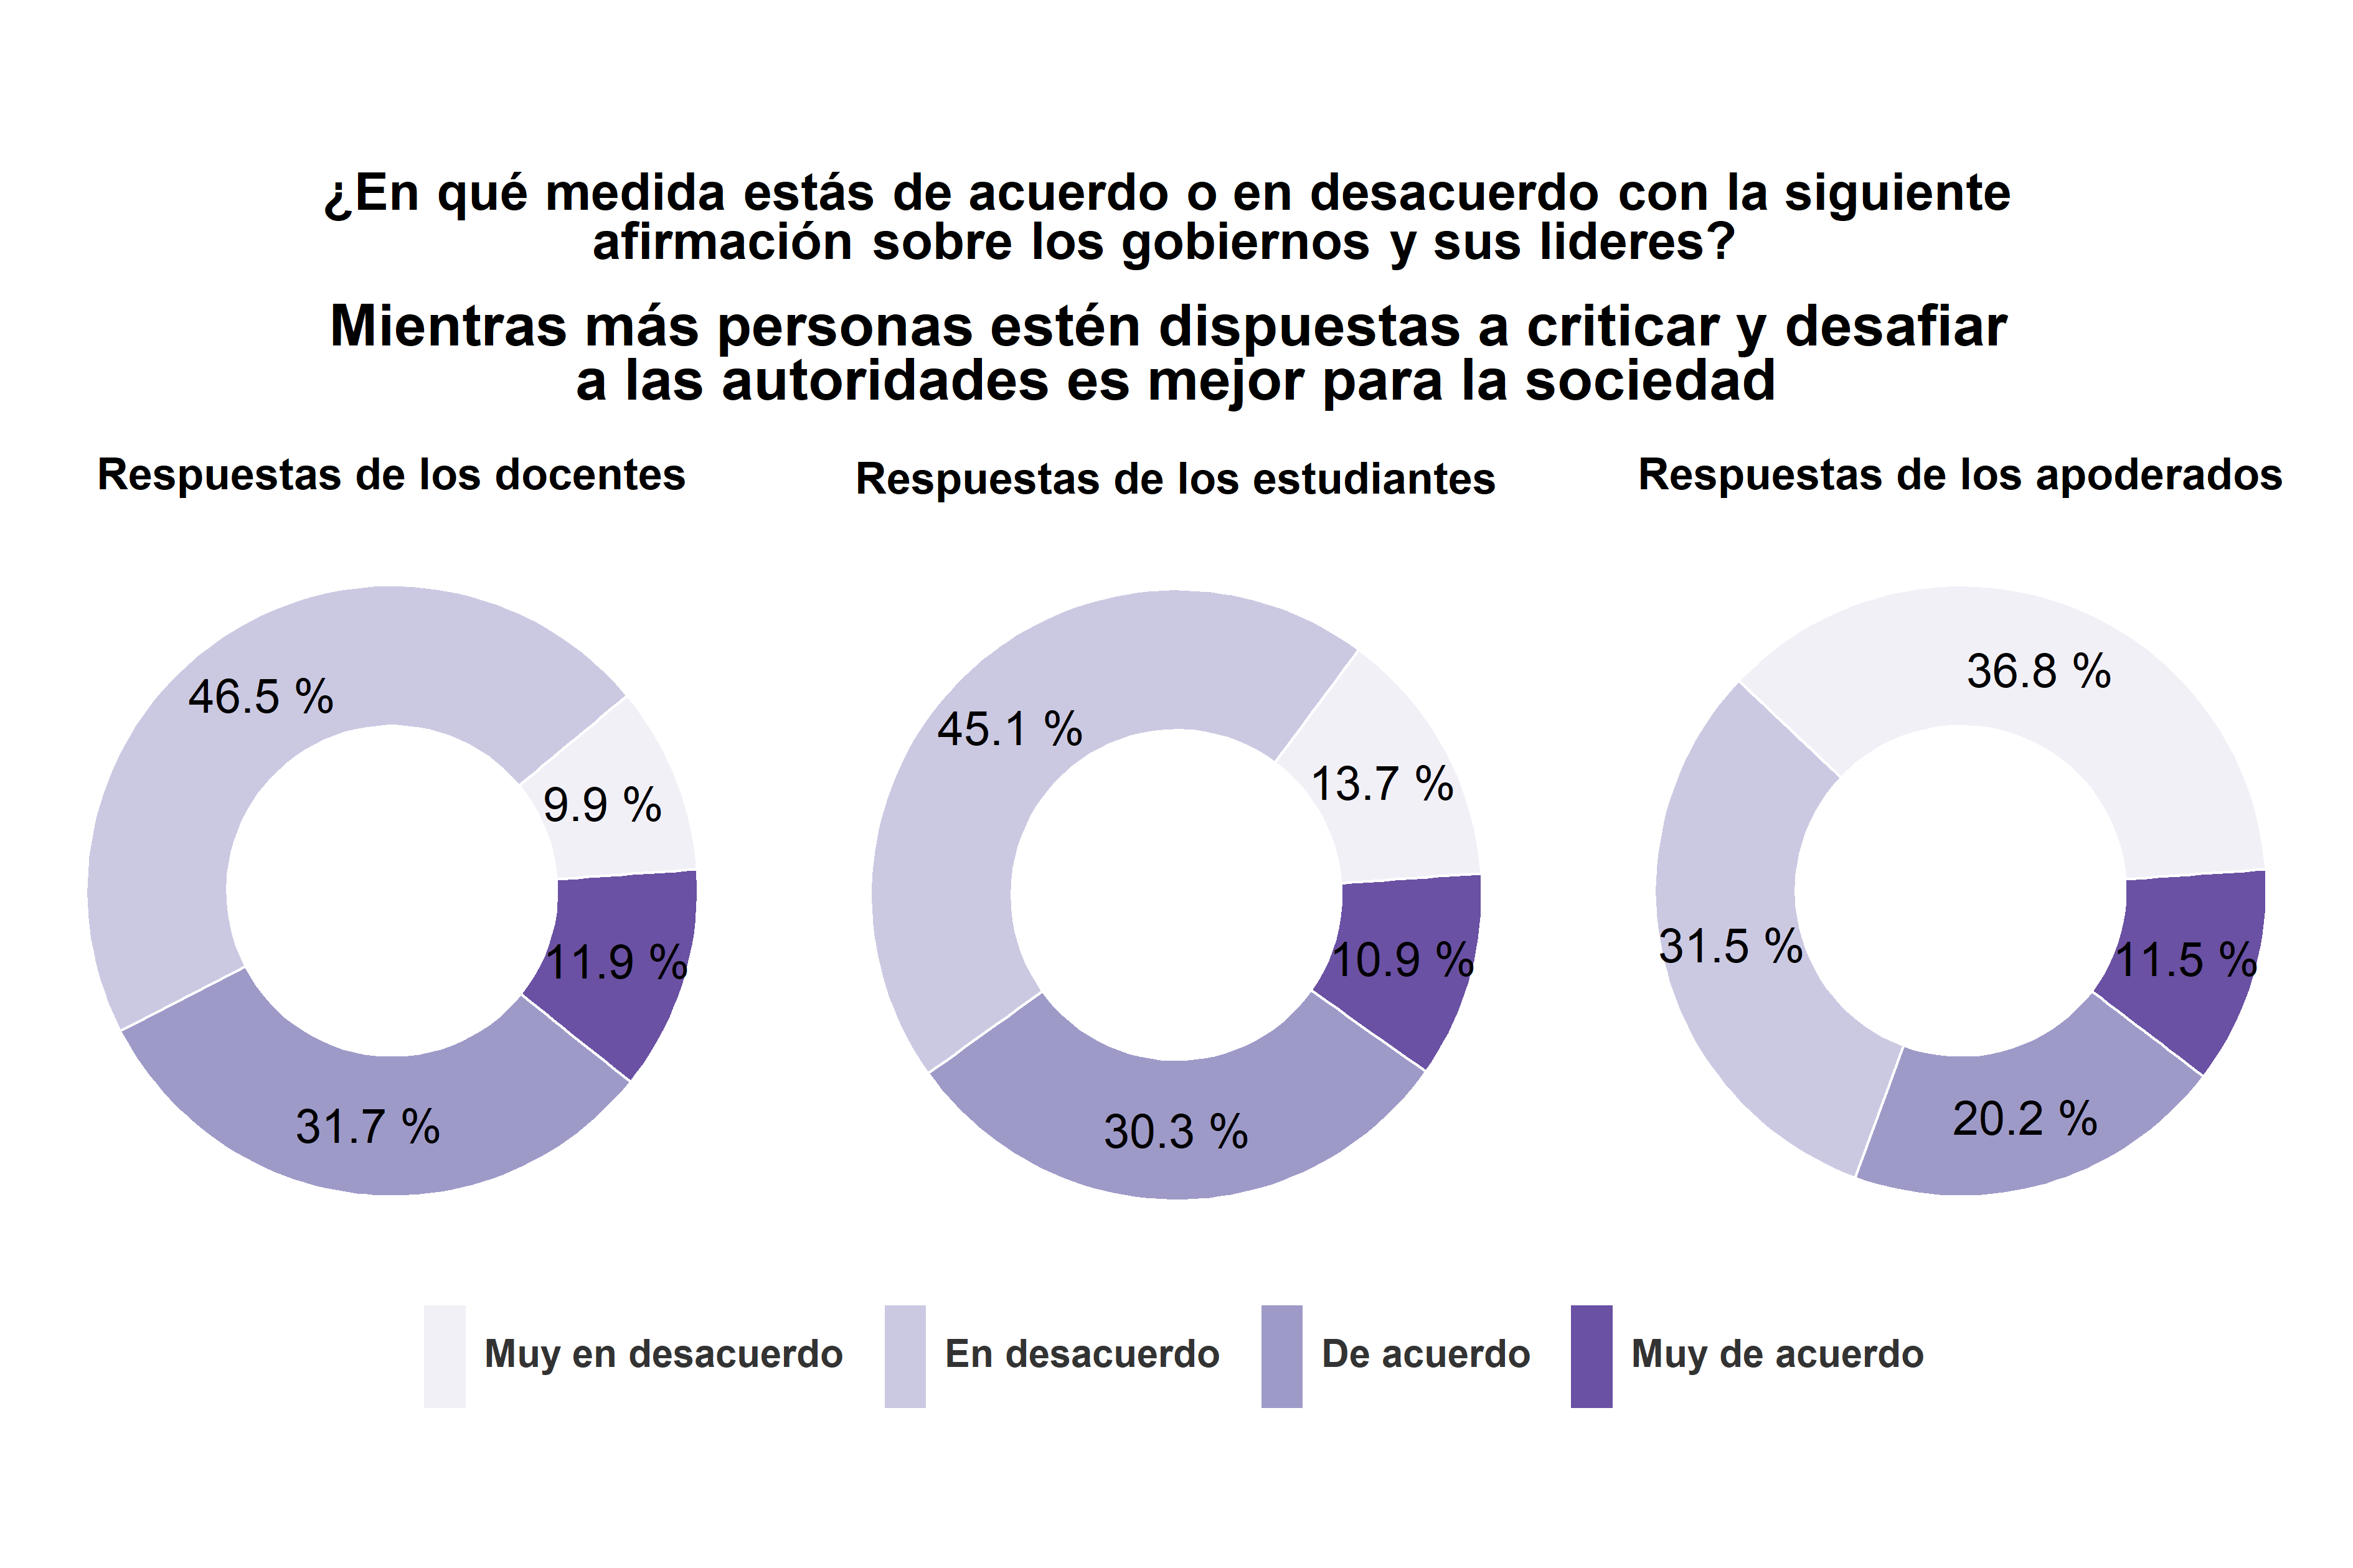 ¿En qué medida estás de acuerdo o en desacuerdo con la siguiente
afirmación sobre los gobiernos y sus lideres?
Mientras más personas estén dispuestas a criticar y desafiar
a las autoridades es mejor para la sociedad
Respuestas de los docentes
46.5 %
9.9 %
11.9 %
31.7 %
Respuestas de los estudiantes
45.1 %
13.7 %
10.9 %
30.3 %
Respuestas de los apoderados
36.8 %
31.5 %
11.5 %
20.2 %
Muy en desacuerdo
En desacuerdo
De acuerdo
Muy de acuerdo